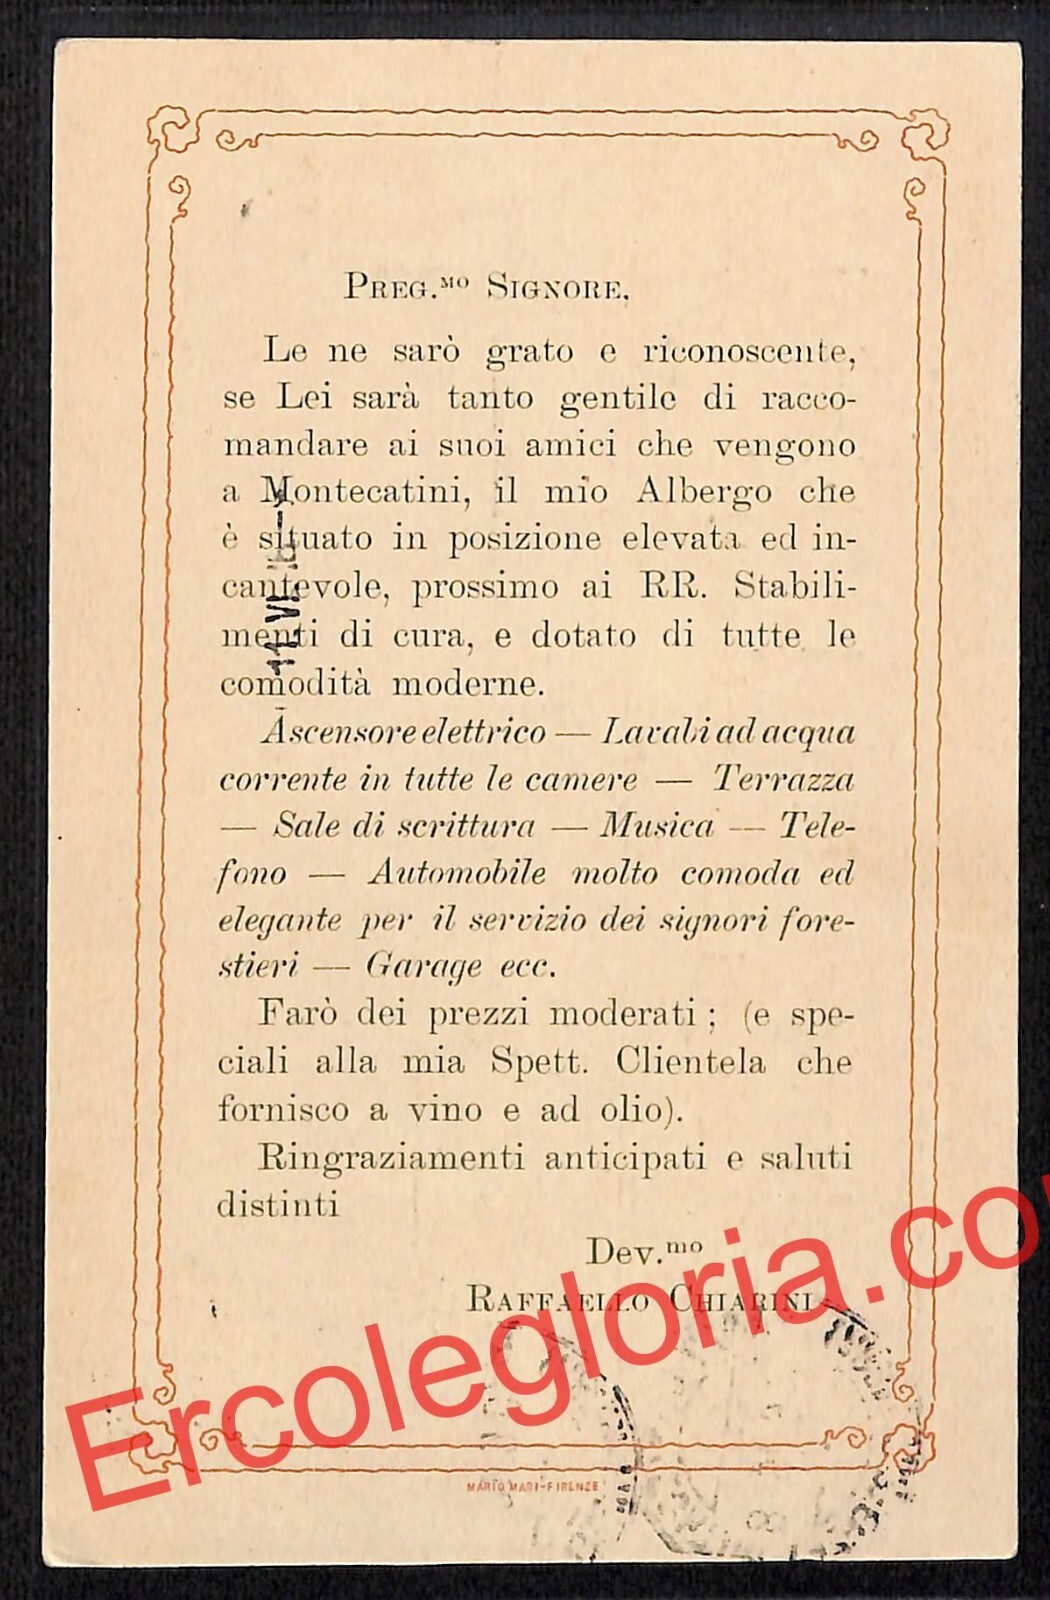 PREG.MO SIGNORE,
Le ne sarò grato e riconoscente,
se Lei sarà tanto gentile di racco-
mandare ai suoi amici che vengono
a Montecatini, il mio Albergo che
è situato in posizione elevata ed in-
cantevole, prossimo ai RR. Stabili-
menti di cura, e dotato di tutte le
comodità moderne.
Ascensore elettrico — Lavabi ad acqua
corrente in tutte le camere — Terrazza
— Sale di scrittura — Musica — Tele-
fono — Automobile molto comoda ed
elegante per il servizio dei signori fore-
stieri — Garage ecc.
Farò dei prezzi moderati; (e spe-
ciali alla mia Spett. Clientela che
fornisco a vino e ad olio).
Ringraziamenti anticipati e saluti
distinti
Dev.mo
RAFFAELLO CHIARINI
MARIO MARI-FIRENZE
Ercolegloria.co